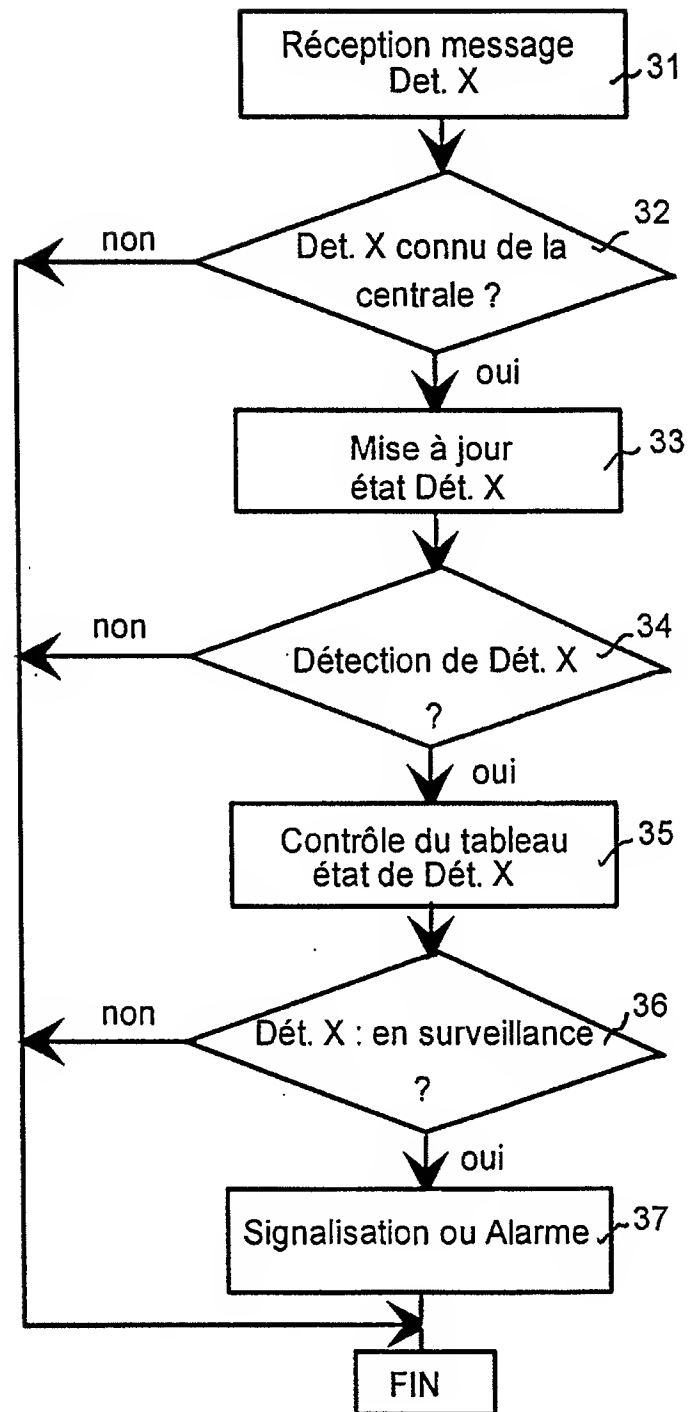 Réception message
Det. X
31
32
non
Det. X connu de la
centrale ?
oui
Mise à jour
état Dét. X
33
non
34
Détection de Dét. X
?
oui
Contrôle du tableau
état de Dét. X
35
non
36
Dét. X : en surveillance
?
oui
Signalisation ou Alarme
37
FIN